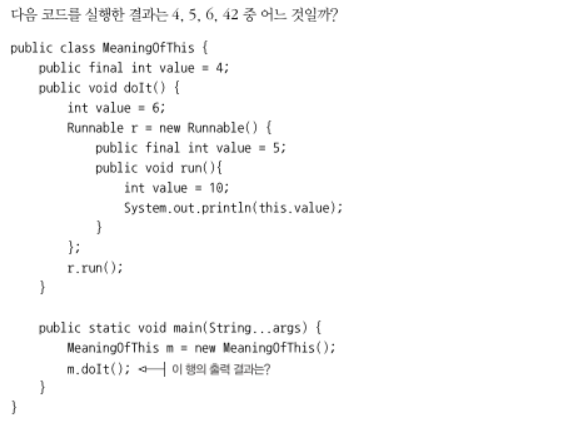 다음 코드를 실행한 결과는 4, 5, 6, 42 중 어느 것일까?
public class MeaningOfThis {
    public final int value = 4;
    public void doIt() {
        int value = 6;
        Runnable r = new Runnable() {
            public final int value = 5;
            public void run(){
                int value = 10;
                System.out.println(this.value);
            }
        };
        r.run();
    }
    public static void main(String...args) {
        MeaningOfThis m = new MeaningOfThis();
        m.doIt(); 이 행의 출력 결과는?
    }
}